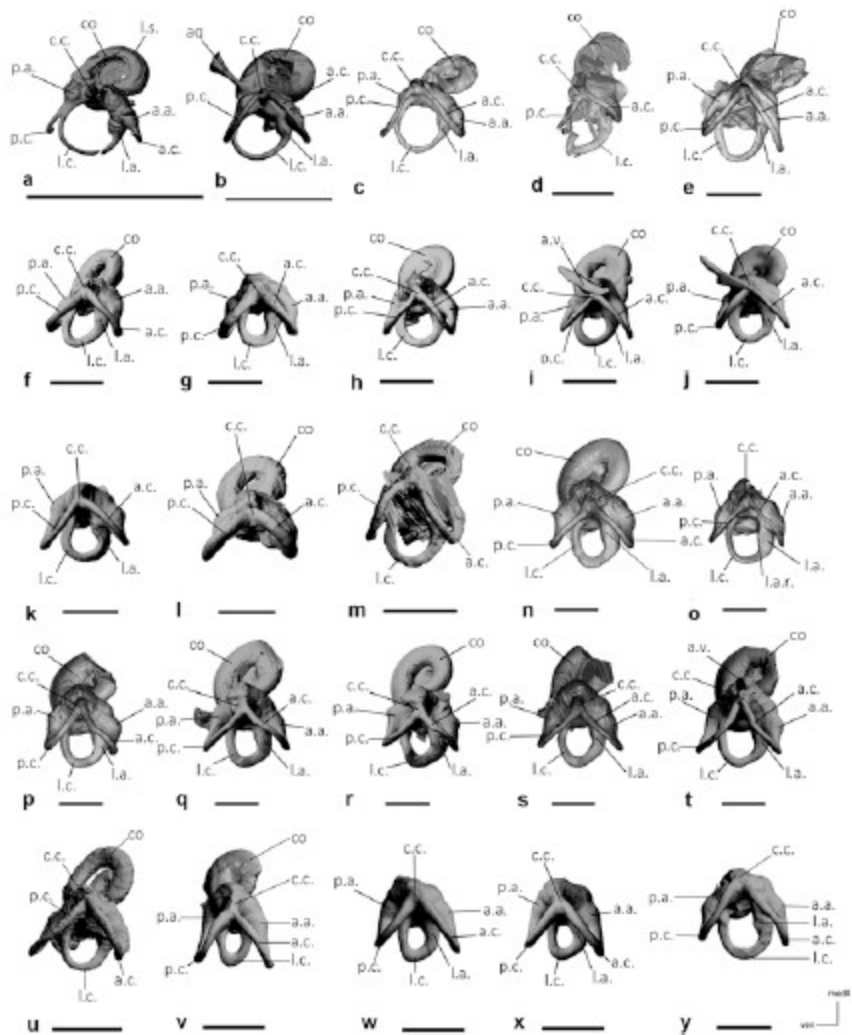 co l.s. c.c. p.a. p.c. l.c. l.a. a.a. a.c.
a
aq c.c. co a.c. p.c. a.a. l.c. l.a.
b
co c.c. p.a. p.c. a.c. a.a. l.c. l.a.
c
co c.c. a.c. l.c.
d
co c.c. p.a. a.c. p.c. a.a. l.c. l.a.
e
c.c. co p.a. a.a. p.c. a.c. l.c. l.a.
f
c.c. a.c. p.a. a.a. p.c. l.c. l.a.
g
co c.c. a.c. p.a. a.a. p.c. l.c. l.a.
h
a.v. co c.c. a.c. p.a. p.c. l.c. l.a.
i
c.c. co a.c. p.a. p.c. l.c. l.a.
j
c.c. p.a. a.c. p.c. l.c. l.a.
k
c.c. co p.a. a.c. p.c. l.c.
l
c.c. co p.c. l.c. a.c.
m
co c.c. p.a. a.a. p.c. a.c. l.c. l.a.
n
c.c. p.a. a.c. a.a. p.c. l.c. l.a. l.a.r.
o
co c.c. p.a. a.a. p.c. a.c. l.c. l.a.
p
co c.c. a.c. p.a. a.a. p.c. l.c. l.a.
q
co c.c. a.c. p.a. a.a. p.c. l.c. l.a.
r
co c.c. a.c. p.a. a.a. p.c. l.c. l.a.
s
a.v. co c.c. a.c. p.a. a.a. p.c. l.c. l.a.
t
co c.c. p.c. l.c. a.c.
u
co c.c. p.a. a.a. a.c. p.c. l.c.
v
c.c. p.a. a.a. a.c. p.c. l.c. l.a.
w
c.c. p.a. a.a. p.c. l.c. l.a. a.c.
x
c.c. p.a. a.a. l.a. p.c. a.c. l.c.
y